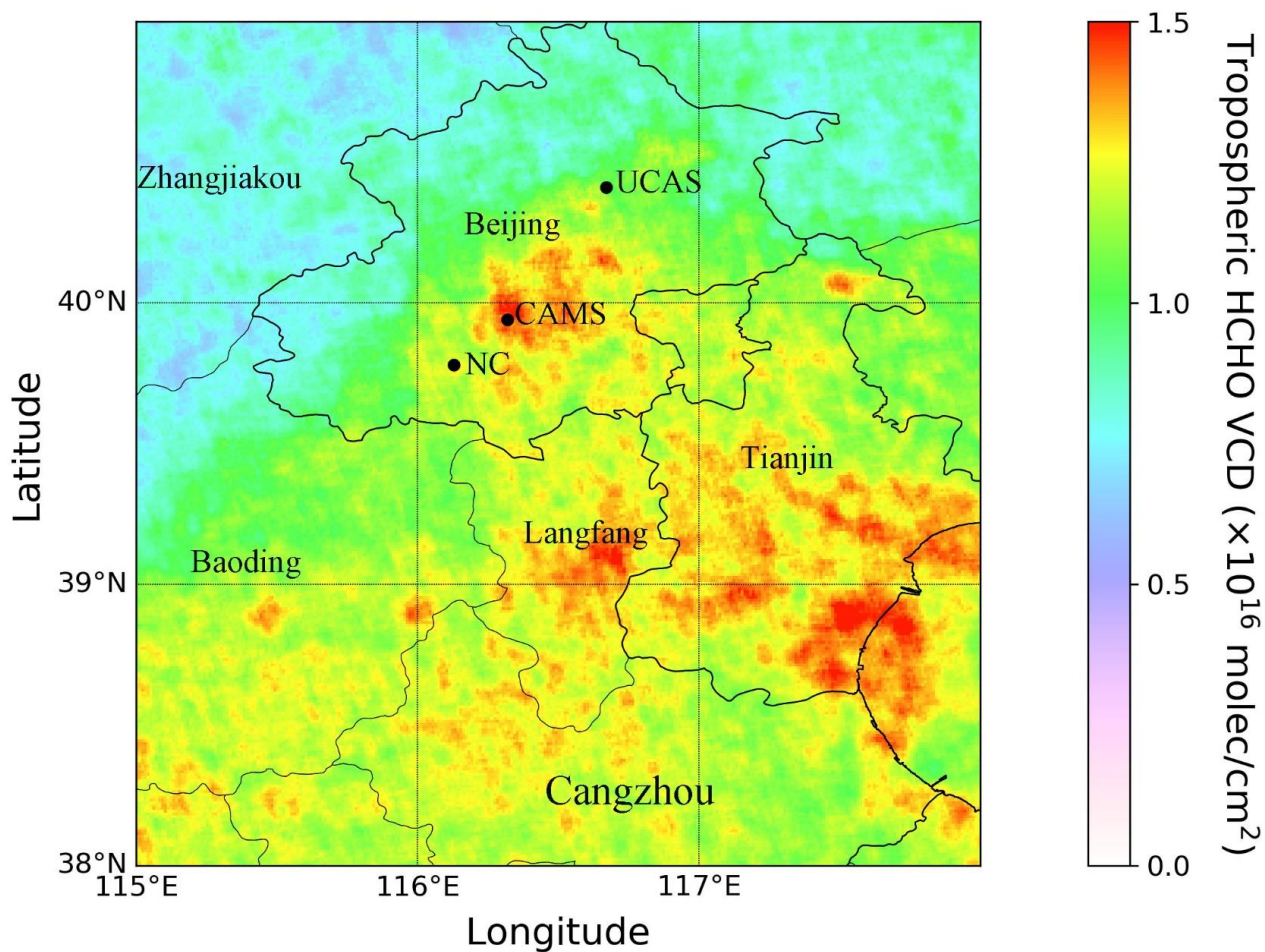 Zhangjiakou
UCAS
Beijing
CAMS
NC
Tianjin
Langfang
Baoding
Cangzhou
40°N
39°N
38°N
115°E
116°E
117°E
Latitude
Longitude
1.5
1.0
0.5
0.0
Tropospheric HCHO VCD (×10¹⁶ molec/cm²)